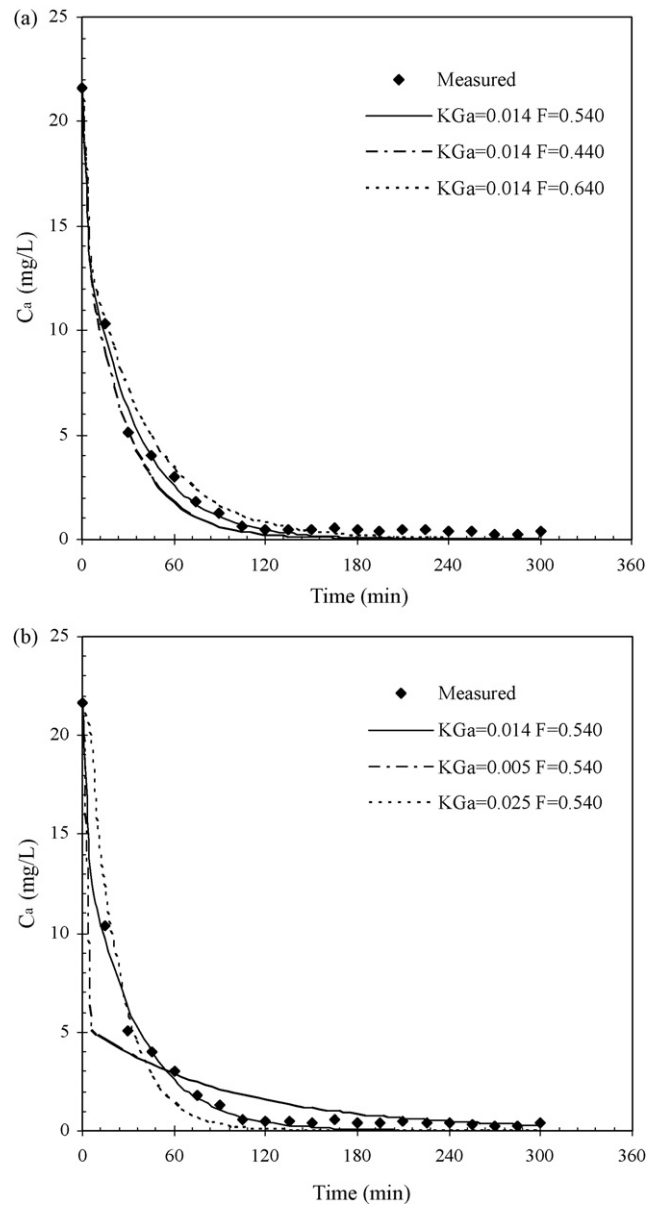 (a)
25
20
15
10
5
0
Ca (mg/L)
Measured
KGa=0.014 F=0.540
KGa=0.014 F=0.440
KGa=0.014 F=0.640
0 60 120 180 240 300 360
Time (min)
(b)
25
20
15
10
5
0
Ca (mg/L)
Measured
KGa=0.014 F=0.540
KGa=0.005 F=0.540
KGa=0.025 F=0.540
0 60 120 180 240 300 360
Time (min)